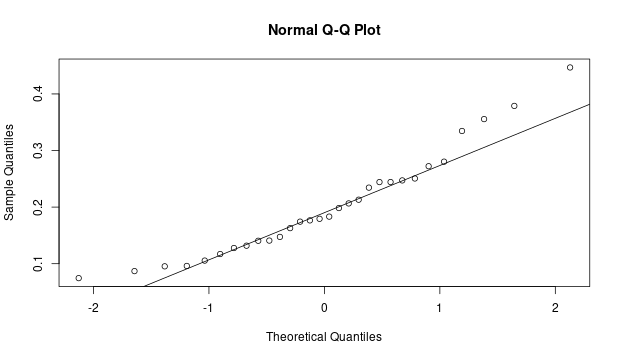 Normal Q-Q Plot
Sample Quantiles
0.4
0.3
0.2
0.1
-2 -1 0 1 2
Theoretical Quantiles